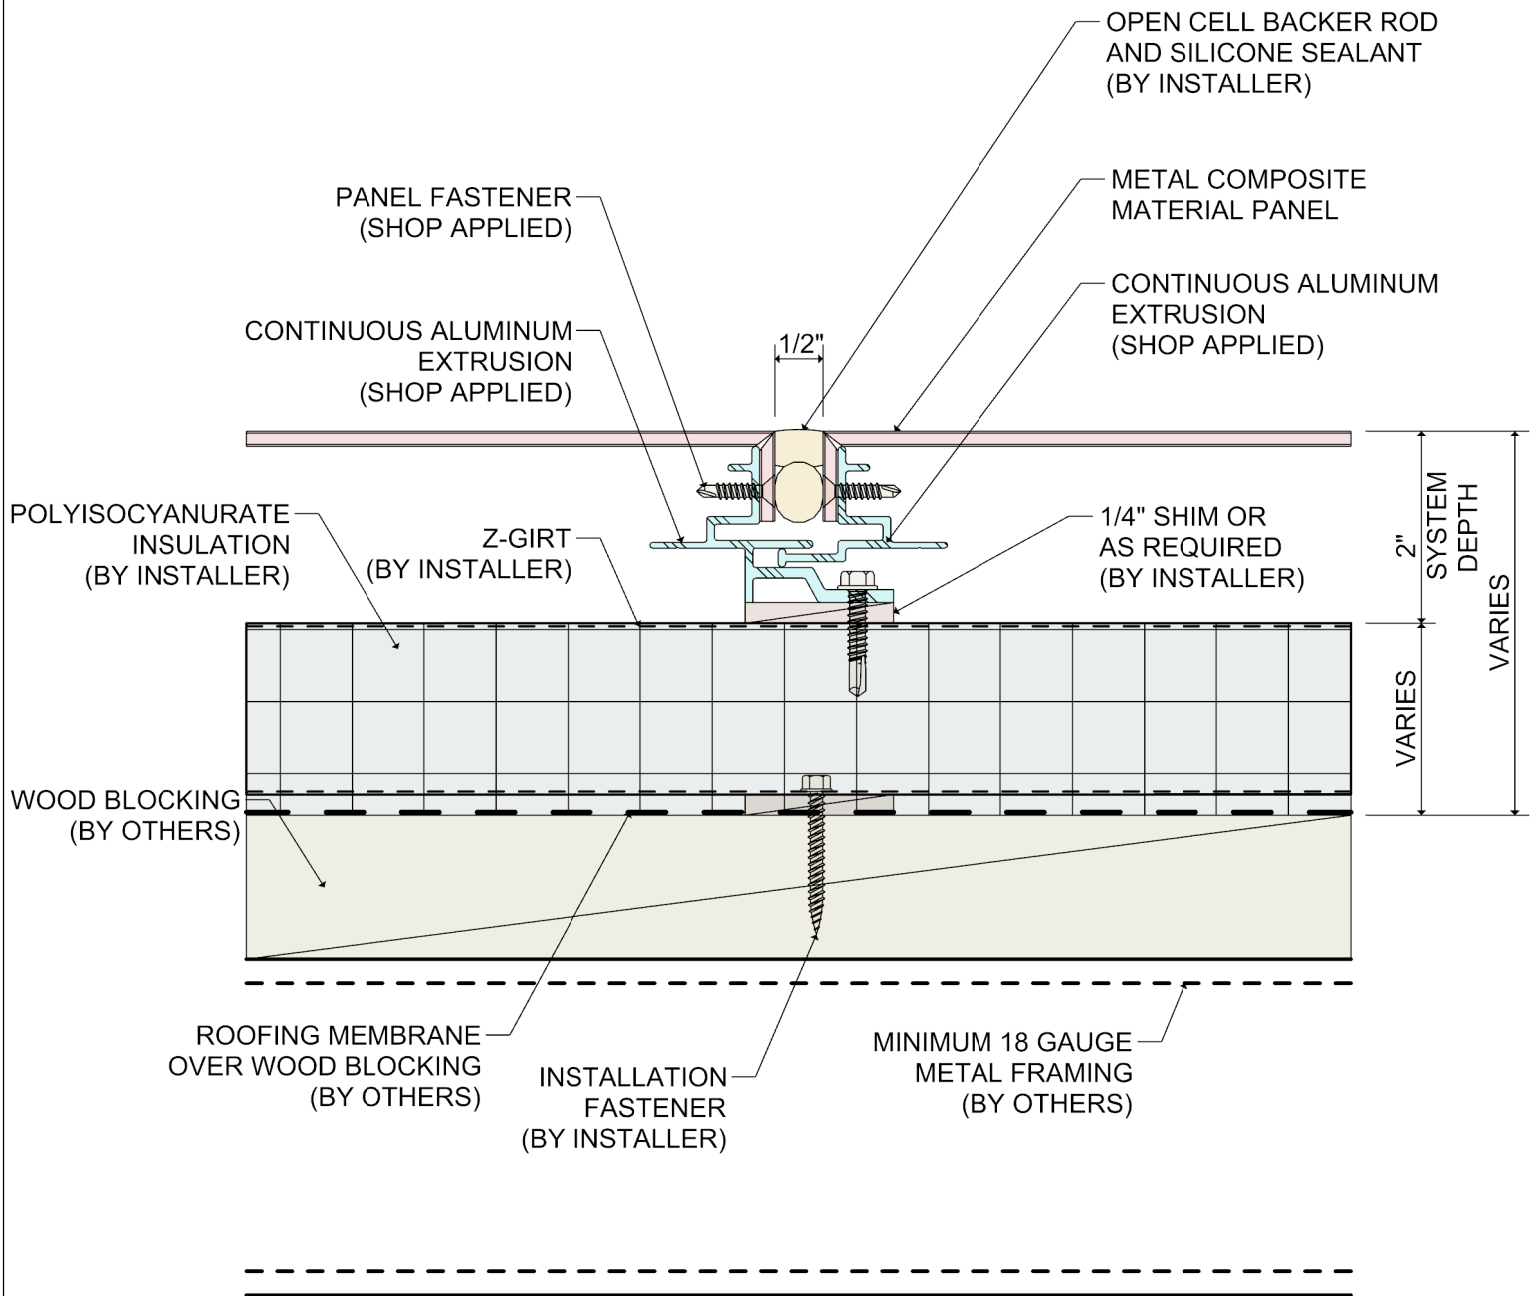 OPEN CELL BACKER ROD
AND SILICONE SEALANT
(BY INSTALLER)
METAL COMPOSITE
MATERIAL PANEL
PANEL FASTENER
(SHOP APPLIED)
CONTINUOUS ALUMINUM
EXTRUSION
(SHOP APPLIED)
CONTINUOUS ALUMINUM
EXTRUSION
(SHOP APPLIED)
1/2"
POLYISOCYANURATE
INSULATION
(BY INSTALLER)
Z-GIRT
(BY INSTALLER)
1/4" SHIM OR
AS REQUIRED
(BY INSTALLER)
2"
SYSTEM
DEPTH
VARIES
VARIES
WOOD BLOCKING
(BY OTHERS)
ROOFING MEMBRANE
OVER WOOD BLOCKING
(BY OTHERS)
INSTALLATION
FASTENER
(BY INSTALLER)
MINIMUM 18 GAUGE
METAL FRAMING
(BY OTHERS)